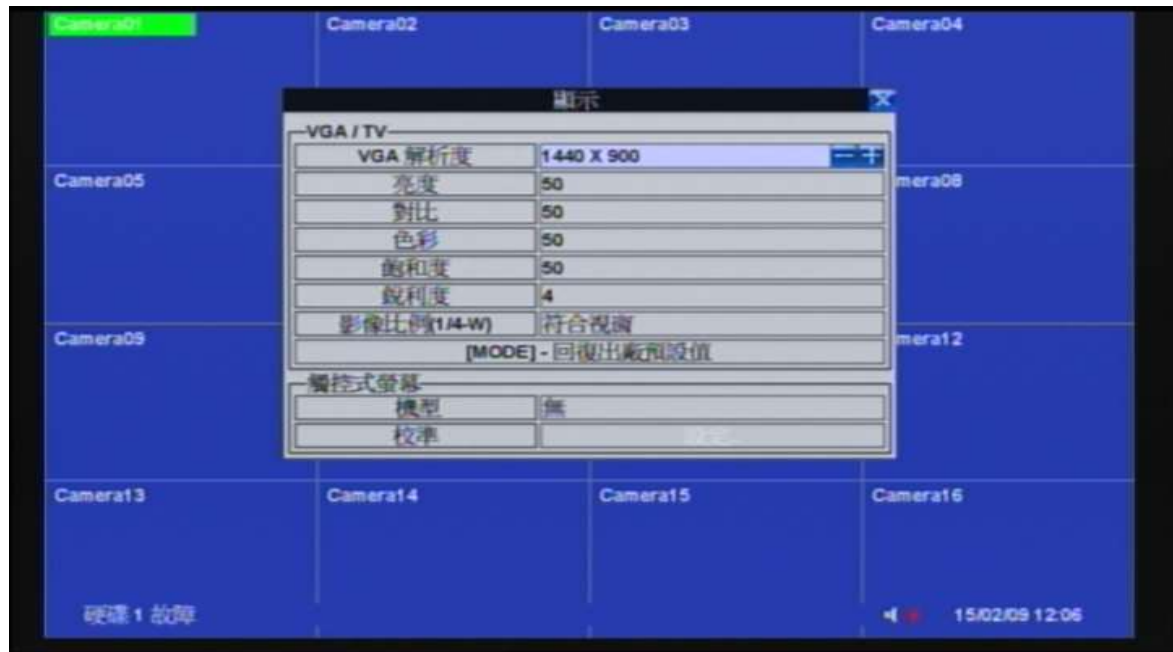 Camera01 Camera02 Camera03 Camera04
顯示
VGA / TV
VGA 解析度 1440 X 900
Camera05 mera08
亮度 50
對比 50
色彩 50
飽和度 50
銳利度 4
影像比例(1/4-W) 符合視窗
Camera09 mera12
[MODE] - 回復出廠預設值
觸控式螢幕
機型 無
校準
Camera13 Camera14 Camera15 Camera16
硬碟 1 故障 15/02/09 12:06